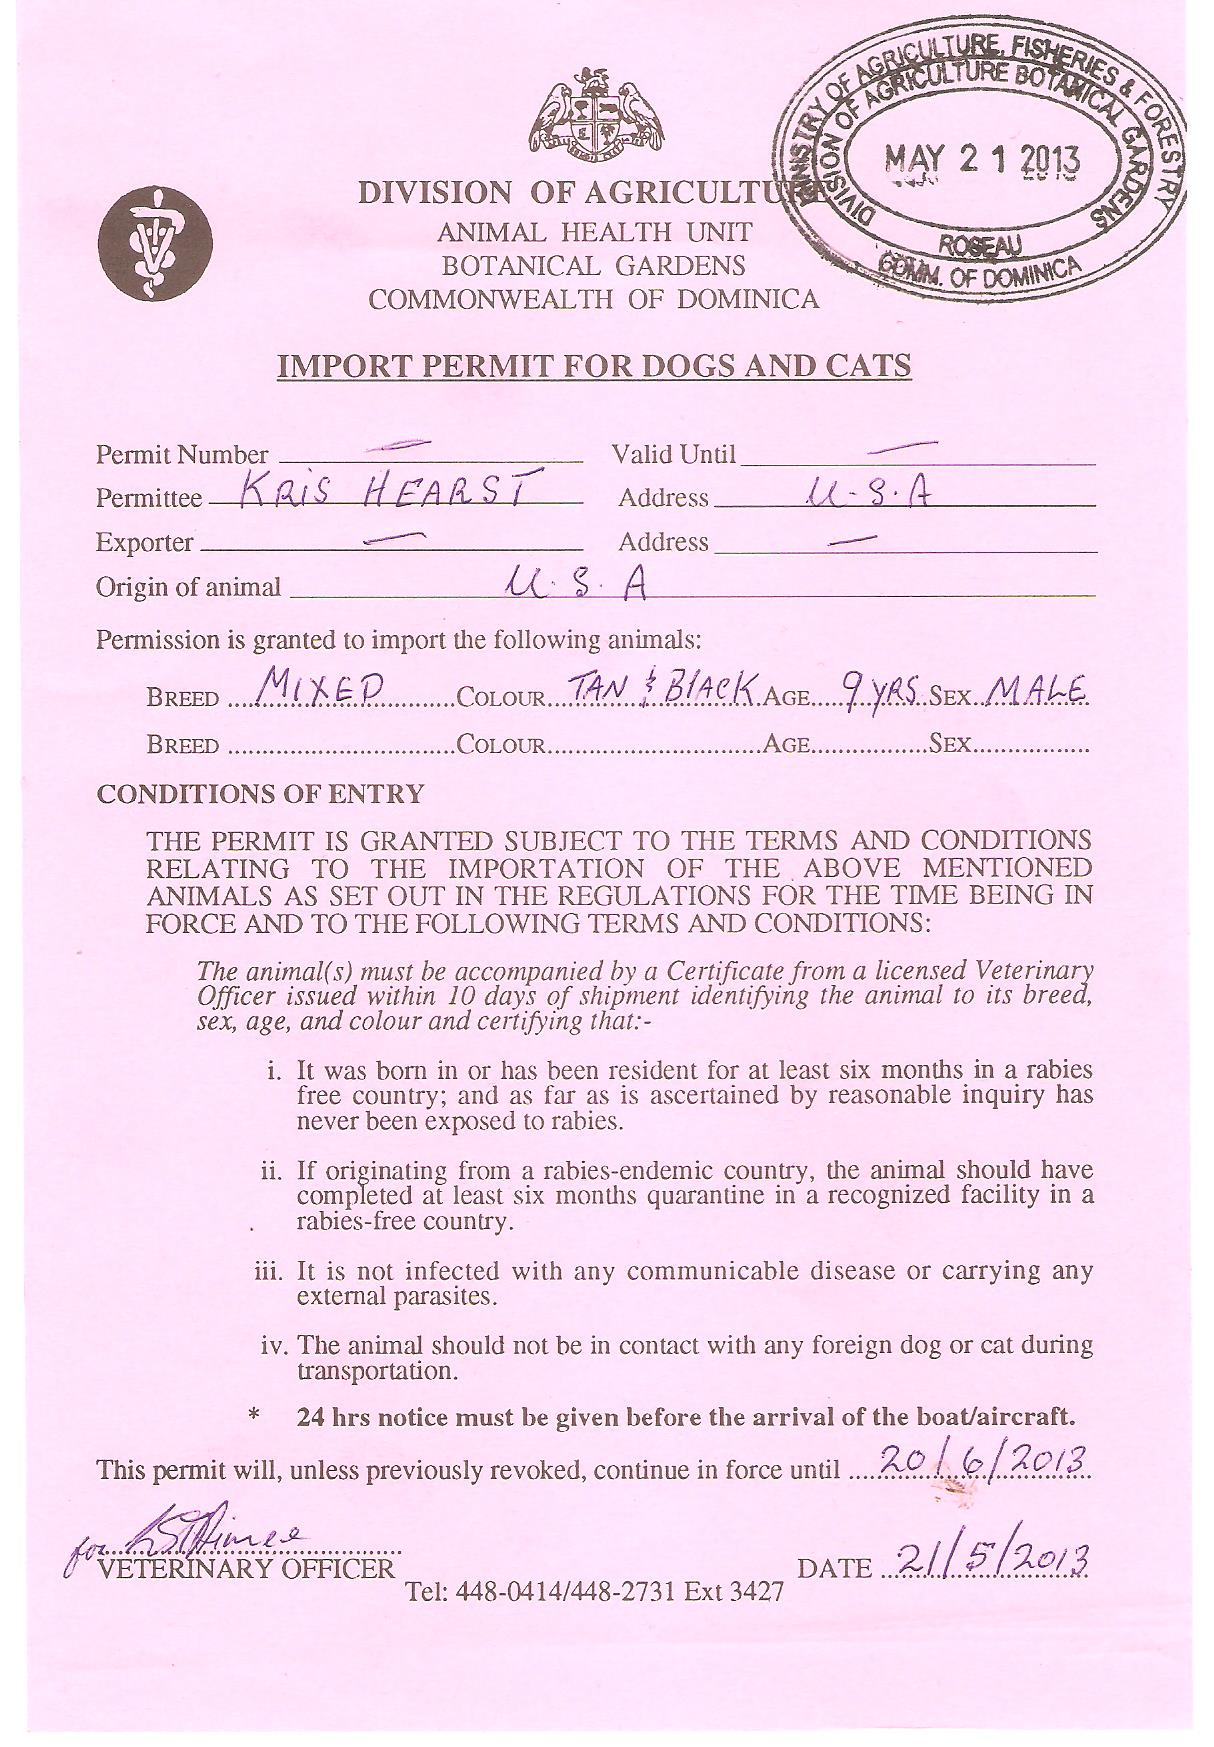 MINISTRY OF AGRICULTURE, FISHERIES & FORESTRY
DIVISION OF AGRICULTURE BOTANICAL GARDENS
MAY 21 2013
ROSEAU
COMM. OF DOMINICA
DIVISION OF AGRICULTURE
ANIMAL HEALTH UNIT
BOTANICAL GARDENS
COMMONWEALTH OF DOMINICA
IMPORT PERMIT FOR DOGS AND CATS
Permit Number — Valid Until —
Permittee KRIS HEARST Address U.S.A
Exporter — Address —
Origin of animal U.S.A
Permission is granted to import the following animals:
BREED MIXED COLOUR TAN & BLACK AGE 9 YRS SEX MALE
BREED COLOUR AGE SEX
CONDITIONS OF ENTRY
THE PERMIT IS GRANTED SUBJECT TO THE TERMS AND CONDITIONS
RELATING TO THE IMPORTATION OF THE ABOVE MENTIONED
ANIMALS AS SET OUT IN THE REGULATIONS FOR THE TIME BEING IN
FORCE AND TO THE FOLLOWING TERMS AND CONDITIONS:
The animal(s) must be accompanied by a Certificate from a licensed Veterinary
Officer issued within 10 days of shipment identifying the animal to its breed,
sex, age, and colour and certifying that:-
i. It was born in or has been resident for at least six months in a rabies
free country; and as far as is ascertained by reasonable inquiry has
never been exposed to rabies.
ii. If originating from a rabies-endemic country, the animal should have
completed at least six months quarantine in a recognized facility in a
rabies-free country.
iii. It is not infected with any communicable disease or carrying any
external parasites.
iv. The animal should not be in contact with any foreign dog or cat during
transportation.
* 24 hrs notice must be given before the arrival of the boat/aircraft.
This permit will, unless previously revoked, continue in force until 20/6/2013
for
VETERINARY OFFICER DATE 21/5/2013
Tel: 448-0414/448-2731 Ext 3427